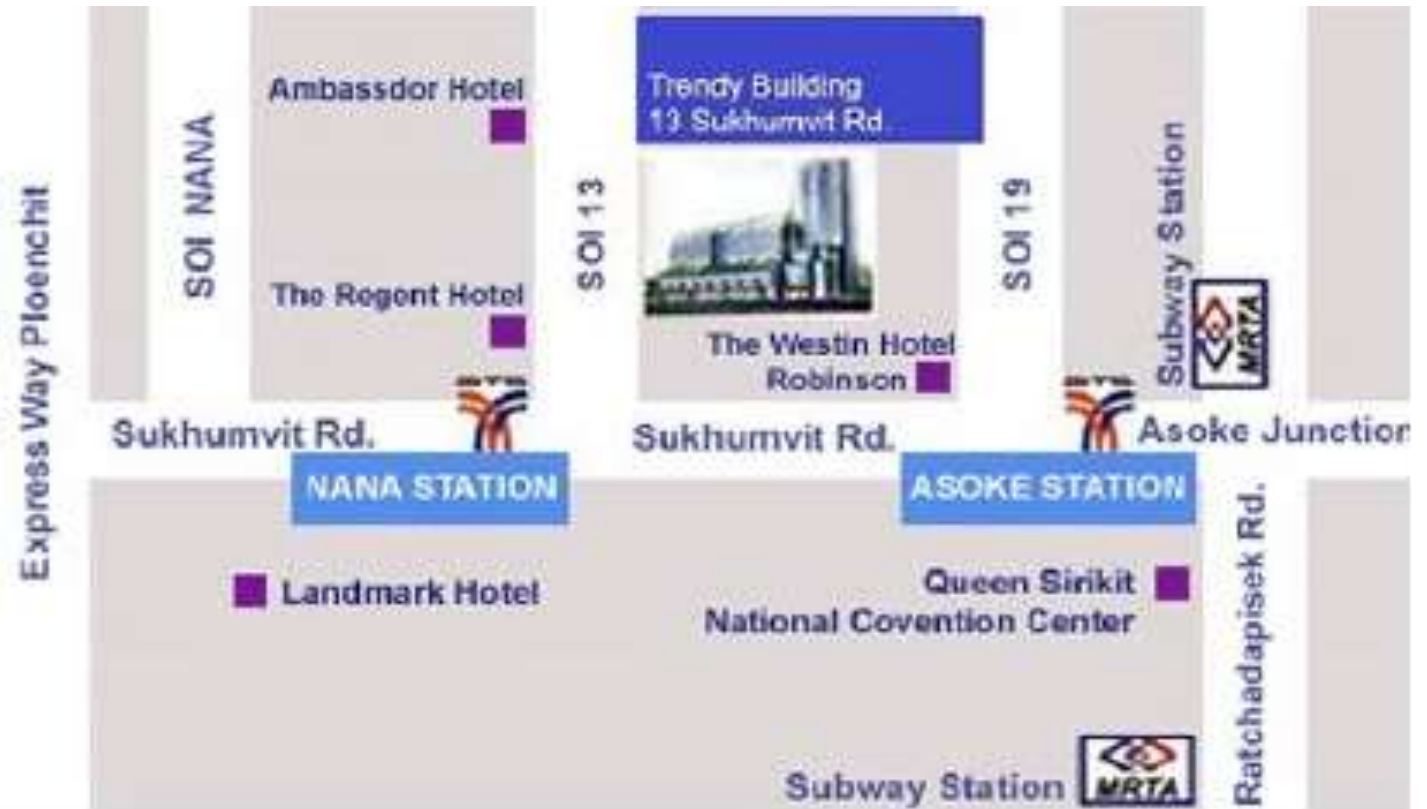 Ambassdor Hotel
Trendy Building
13 Sukhumvit Rd.
SOI NANA
SOI 13
SOI 19
Subway Station
MRTA
Express Way Ploenchit
The Regent Hotel
The Westin Hotel
Robinson
BTS
BTS
Sukhumvit Rd.
Sukhumvit Rd.
Asoke Junction
NANA STATION
ASOKE STATION
Landmark Hotel
Queen Sirikit
National Covention Center
Ratchadapisek Rd.
Subway Station
MRTA